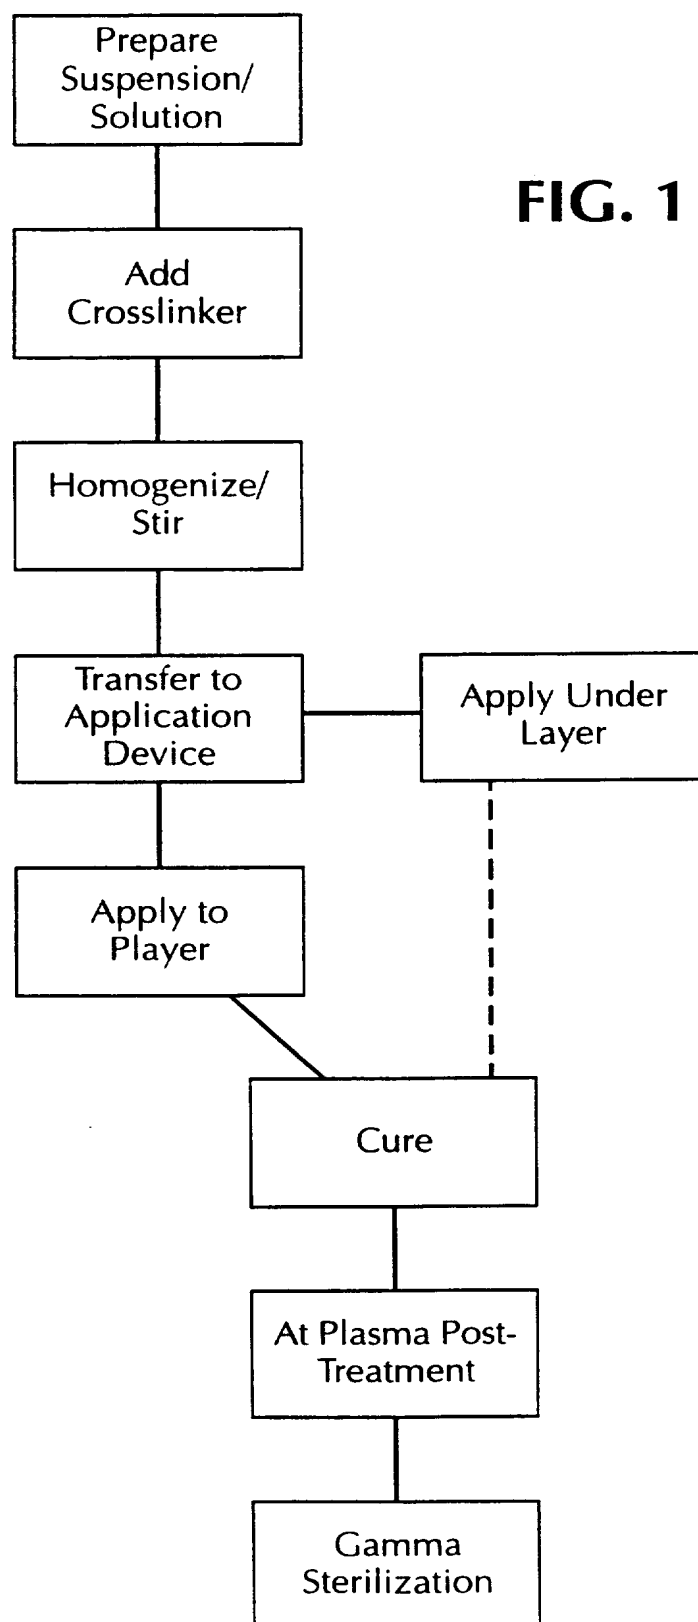 Prepare
Suspension/
Solution
FIG. 1
Add
Crosslinker
Homogenize/
Stir
Transfer to
Application
Device
Apply Under
Layer
Apply to
Player
Cure
At Plasma Post-
Treatment
Gamma
Sterilization